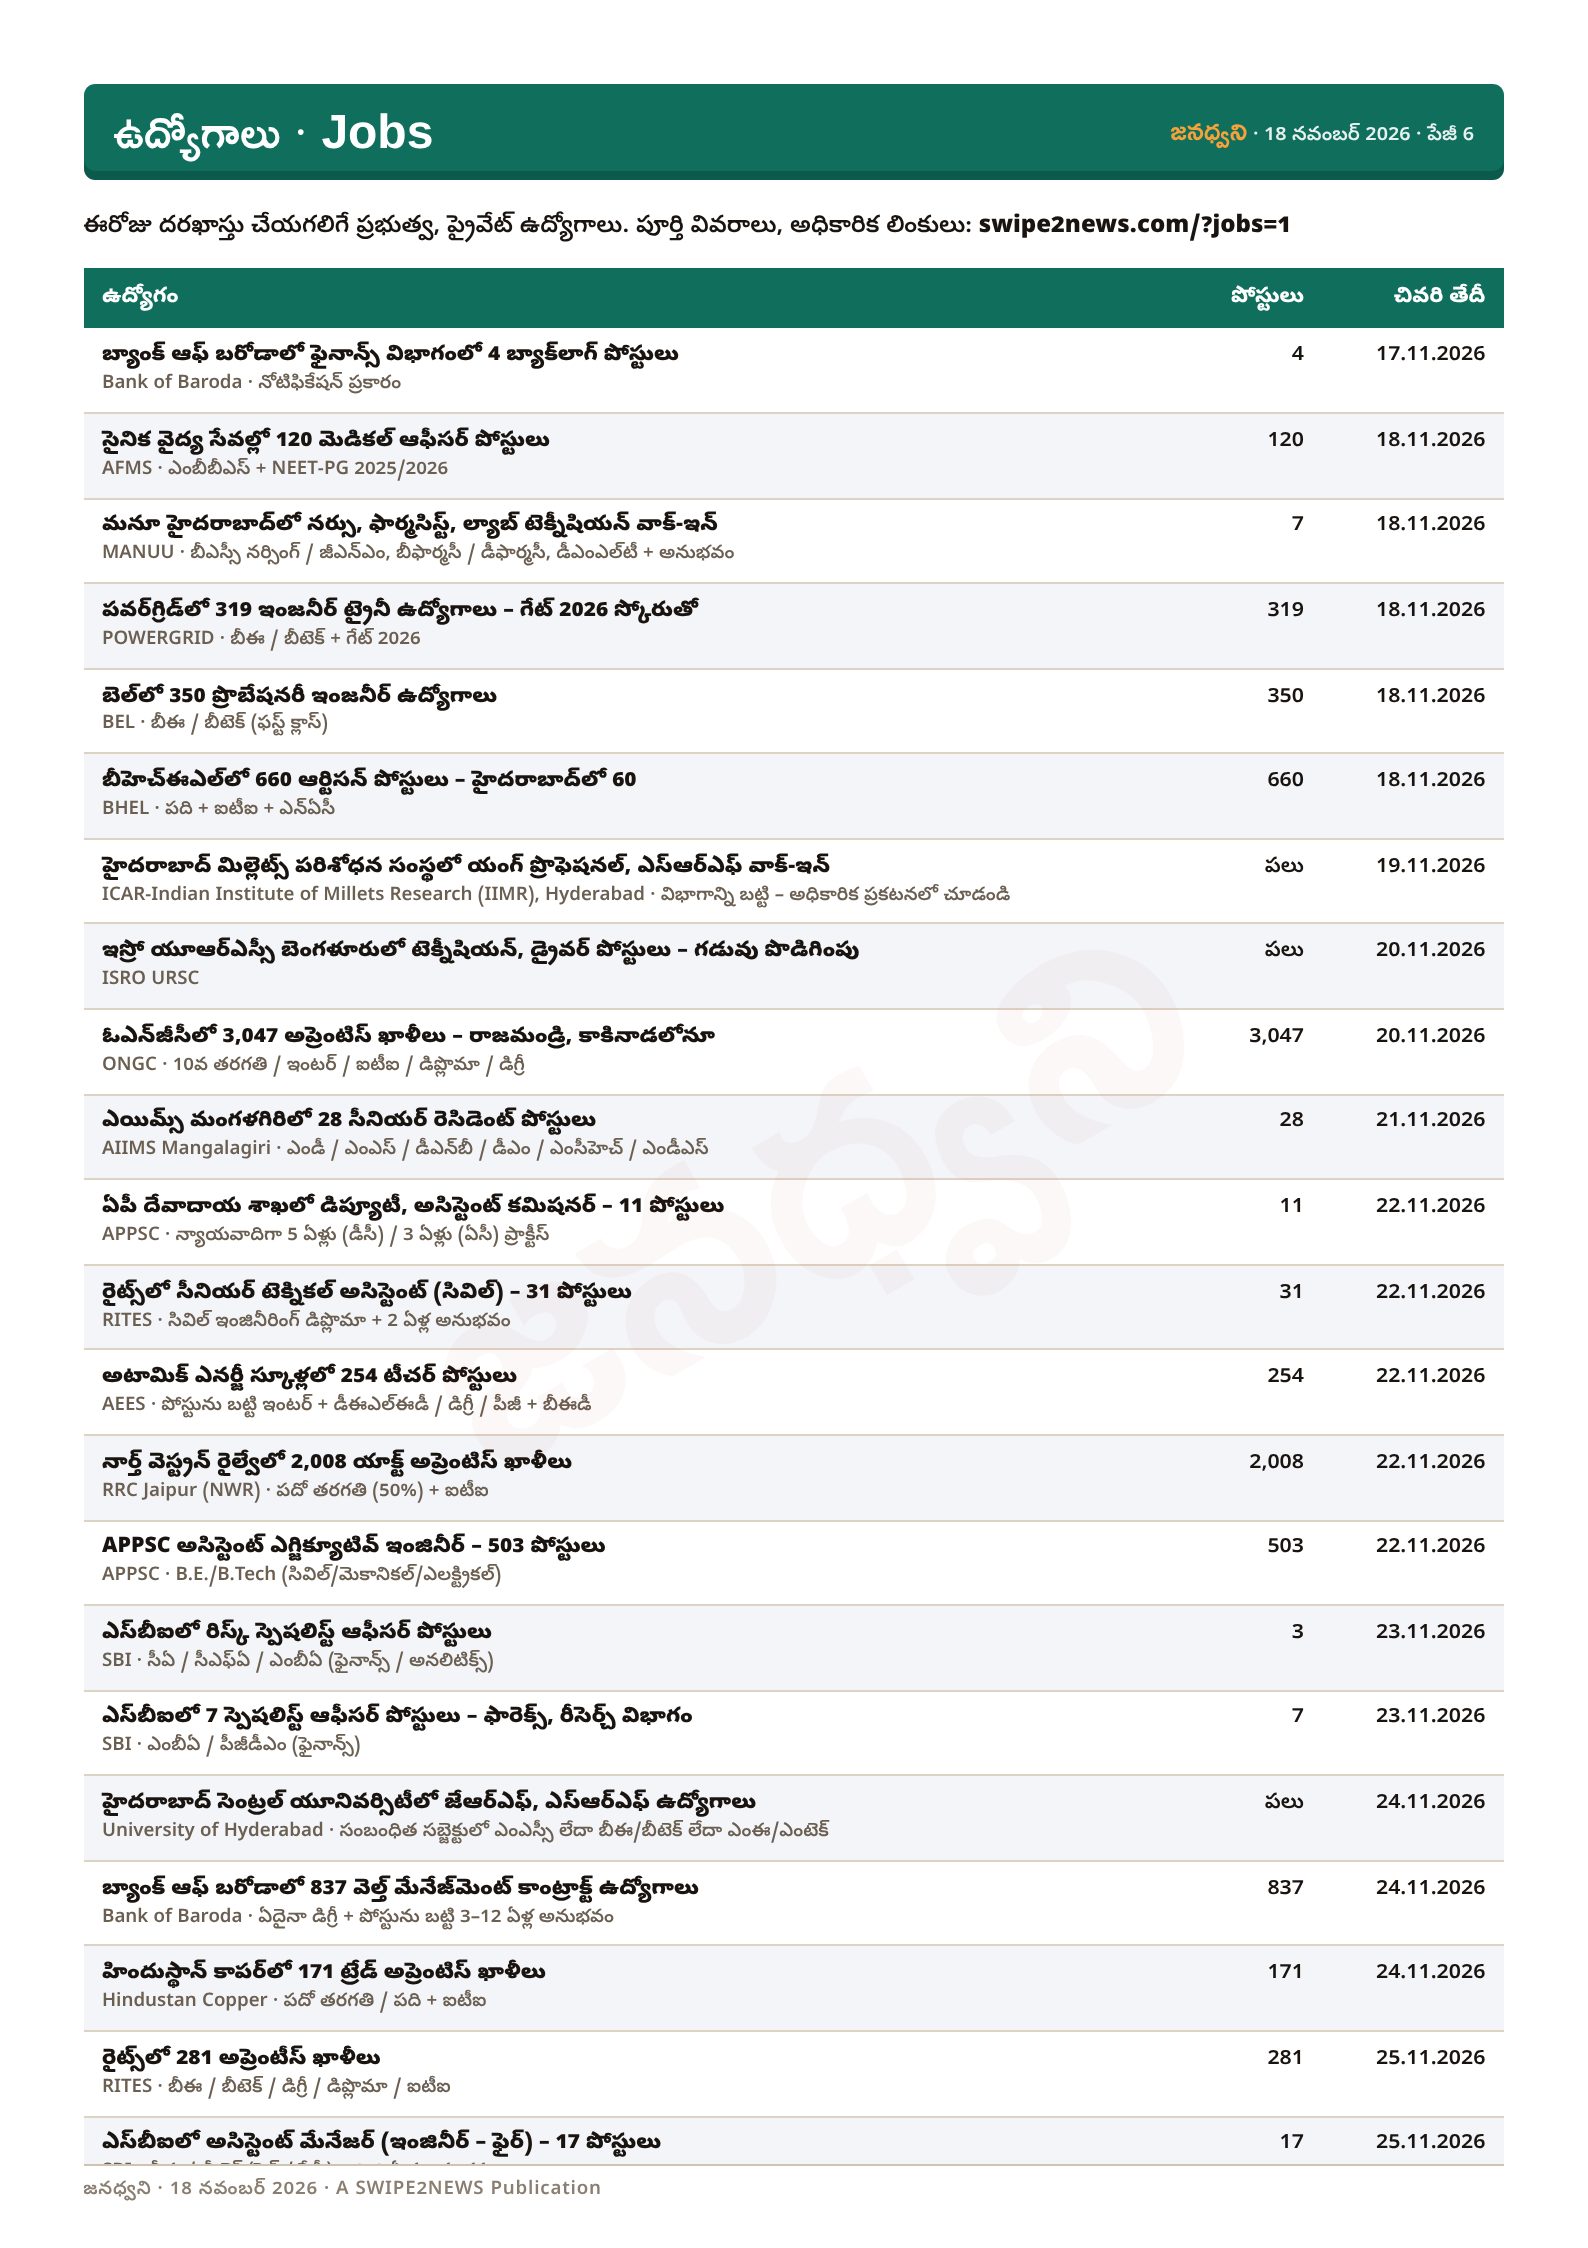 ఉద్యోగాలు · Jobs
జనధ్వని · 18 నవంబర్ 2026 · పేజీ 6
ఈరోజు దరఖాస్తు చేయగలిగే ప్రభుత్వ, ప్రైవేట్ ఉద్యోగాలు. పూర్తి వివరాలు, అధికారిక లింకులు: swipe2news.com/?jobs=1
ఉద్యోగం పోస్టులు చివరి తేదీ
బ్యాంక్ ఆఫ్ బరోడాలో ఫైనాన్స్ విభాగంలో 4 బ్యాక్‌లాగ్ పోస్టులు 4 17.11.2026
Bank of Baroda · నోటిఫికేషన్ ప్రకారం
సైనిక వైద్య సేవల్లో 120 మెడికల్ ఆఫీసర్ పోస్టులు 120 18.11.2026
AFMS · ఎంబీబీఎస్ + NEET-PG 2025/2026
మనూ హైదరాబాద్‌లో నర్సు, ఫార్మసిస్ట్, ల్యాబ్ టెక్నీషియన్ వాక్-ఇన్ 7 18.11.2026
MANUU · బీఎస్సీ నర్సింగ్ / జీఎన్ఎం, బీఫార్మసీ / డీఫార్మసీ, డీఎంఎల్‌టీ + అనుభవం
పవర్‌గ్రిడ్‌లో 319 ఇంజనీర్ ట్రైనీ ఉద్యోగాలు – గేట్ 2026 స్కోరుతో 319 18.11.2026
POWERGRID · బీఈ / బీటెక్ + గేట్ 2026
బెల్‌లో 350 ప్రొబేషనరీ ఇంజనీర్ ఉద్యోగాలు 350 18.11.2026
BEL · బీఈ / బీటెక్ (ఫస్ట్ క్లాస్)
బీహెచ్ఈఎల్‌లో 660 ఆర్టిసన్ పోస్టులు – హైదరాబాద్‌లో 60 660 18.11.2026
BHEL · పది + ఐటీఐ + ఎన్ఏసీ
హైదరాబాద్ మిల్లెట్స్ పరిశోధన సంస్థలో యంగ్ ప్రొఫెషనల్, ఎస్ఆర్ఎఫ్ వాక్-ఇన్ పలు 19.11.2026
ICAR-Indian Institute of Millets Research (IIMR), Hyderabad · విభాగాన్ని బట్టి – అధికారిక ప్రకటనలో చూడండి
ఇస్రో యూఆర్ఎస్సీ బెంగళూరులో టెక్నీషియన్, డ్రైవర్ పోస్టులు – గడువు పొడిగింపు పలు 20.11.2026
ISRO URSC
ఓఎన్‌జీసీలో 3,047 అప్రెంటిస్ ఖాళీలు – రాజమండ్రి, కాకినాడలోనూ 3,047 20.11.2026
ONGC · 10వ తరగతి / ఇంటర్ / ఐటీఐ / డిప్లొమా / డిగ్రీ
ఎయిమ్స్ మంగళగిరిలో 28 సీనియర్ రెసిడెంట్ పోస్టులు 28 21.11.2026
AIIMS Mangalagiri · ఎండీ / ఎంఎస్ / డీఎన్‌బీ / డీఎం / ఎంసీహెచ్ / ఎండీఎస్
ఏపీ దేవాదాయ శాఖలో డిప్యూటీ, అసిస్టెంట్ కమిషనర్ – 11 పోస్టులు 11 22.11.2026
APPSC · న్యాయవాదిగా 5 ఏళ్లు (డీసీ) / 3 ఏళ్లు (ఏసీ) ప్రాక్టీస్
రైట్స్‌లో సీనియర్ టెక్నికల్ అసిస్టెంట్ (సివిల్) – 31 పోస్టులు 31 22.11.2026
RITES · సివిల్ ఇంజినీరింగ్ డిప్లొమా + 2 ఏళ్ల అనుభవం
అటామిక్ ఎనర్జీ స్కూళ్లలో 254 టీచర్ పోస్టులు 254 22.11.2026
AEES · పోస్టును బట్టి ఇంటర్ + డీఈఎల్ఈడీ / డిగ్రీ / పీజీ + బీఈడీ
నార్త్ వెస్ట్రన్ రైల్వేలో 2,008 యాక్ట్ అప్రెంటిస్ ఖాళీలు 2,008 22.11.2026
RRC Jaipur (NWR) · పదో తరగతి (50%) + ఐటీఐ
APPSC అసిస్టెంట్ ఎగ్జిక్యూటివ్ ఇంజినీర్ – 503 పోస్టులు 503 22.11.2026
APPSC · B.E./B.Tech (సివిల్/మెకానికల్/ఎలక్ట్రికల్)
ఎస్‌బీఐలో రిస్క్ స్పెషలిస్ట్ ఆఫీసర్ పోస్టులు 3 23.11.2026
SBI · సీఏ / సీఎఫ్ఏ / ఎంబీఏ (ఫైనాన్స్ / అనలిటిక్స్)
ఎస్‌బీఐలో 7 స్పెషలిస్ట్ ఆఫీసర్ పోస్టులు – ఫారెక్స్, రీసెర్చ్ విభాగం 7 23.11.2026
SBI · ఎంబీఏ / పీజీడీఎం (ఫైనాన్స్)
హైదరాబాద్ సెంట్రల్ యూనివర్సిటీలో జేఆర్ఎఫ్, ఎస్ఆర్ఎఫ్ ఉద్యోగాలు పలు 24.11.2026
University of Hyderabad · సంబంధిత సబ్జెక్టులో ఎంఎస్సీ లేదా బీఈ/బీటెక్ లేదా ఎంఈ/ఎంటెక్
బ్యాంక్ ఆఫ్ బరోడాలో 837 వెల్త్ మేనేజ్‌మెంట్ కాంట్రాక్ట్ ఉద్యోగాలు 837 24.11.2026
Bank of Baroda · ఏదైనా డిగ్రీ + పోస్టును బట్టి 3–12 ఏళ్ల అనుభవం
హిందుస్థాన్ కాపర్‌లో 171 ట్రేడ్ అప్రెంటిస్ ఖాళీలు 171 24.11.2026
Hindustan Copper · పదో తరగతి / పది + ఐటీఐ
రైట్స్‌లో 281 అప్రెంటీస్ ఖాళీలు 281 25.11.2026
RITES · బీఈ / బీటెక్ / డిగ్రీ / డిప్లొమా / ఐటీఐ
ఎస్‌బీఐలో అసిస్టెంట్ మేనేజర్ (ఇంజినీర్ – ఫైర్) – 17 పోస్టులు 17 25.11.2026
జనధ్వని
జనధ్వని · 18 నవంబర్ 2026 · A SWIPE2NEWS Publication